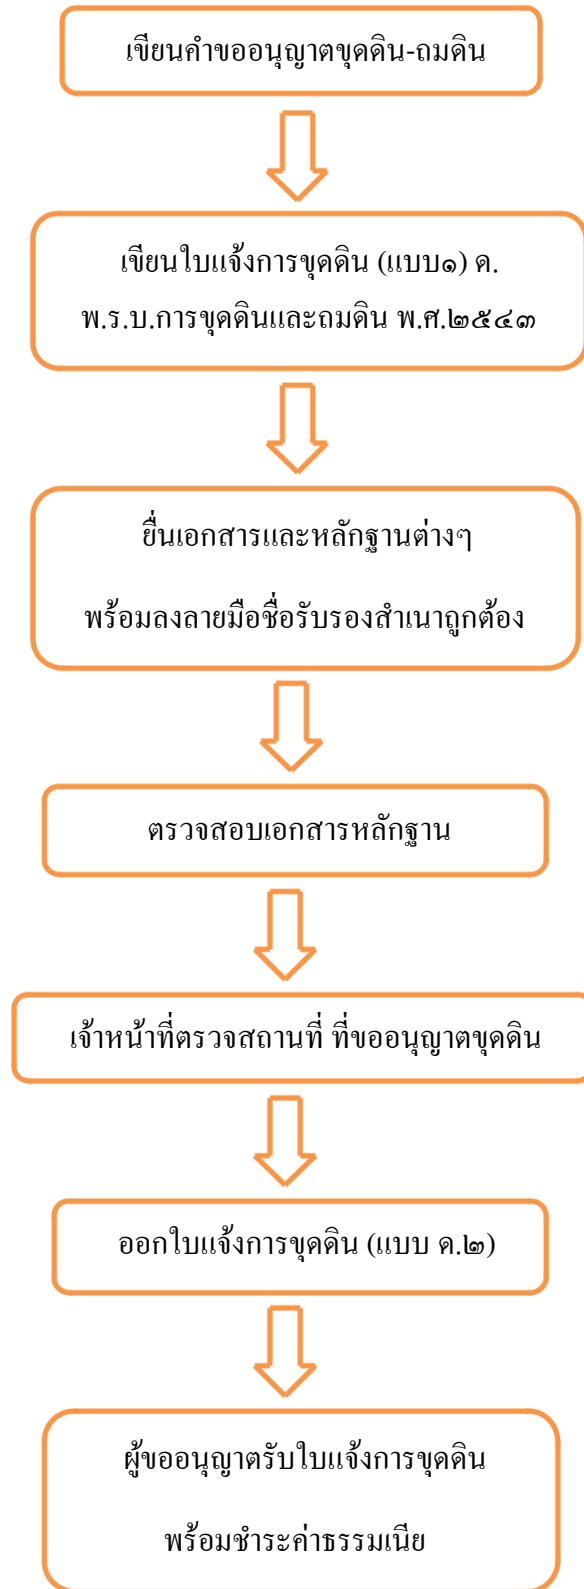 เขียนคำขออนุญาตขุดดิน-ถมดิน
เขียนใบแจ้งการขุดดิน (แบบ๑) ด.
พ.ร.บ.การขุดดินและถมดิน พ.ศ.๒๕๔๓
ยื่นเอกสารและหลักฐานต่างๆ
พร้อมลงลายมือชื่อรับรองสำเนาถูกต้อง
ตรวจสอบเอกสารหลักฐาน
เจ้าหน้าที่ตรวจสถานที่ ที่ขออนุญาตขุดดิน
ออกใบแจ้งการขุดดิน (แบบ ด.๒)
ผู้ขออนุญาตรับใบแจ้งการขุดดิน
พร้อมชำระค่าธรรมเนีย